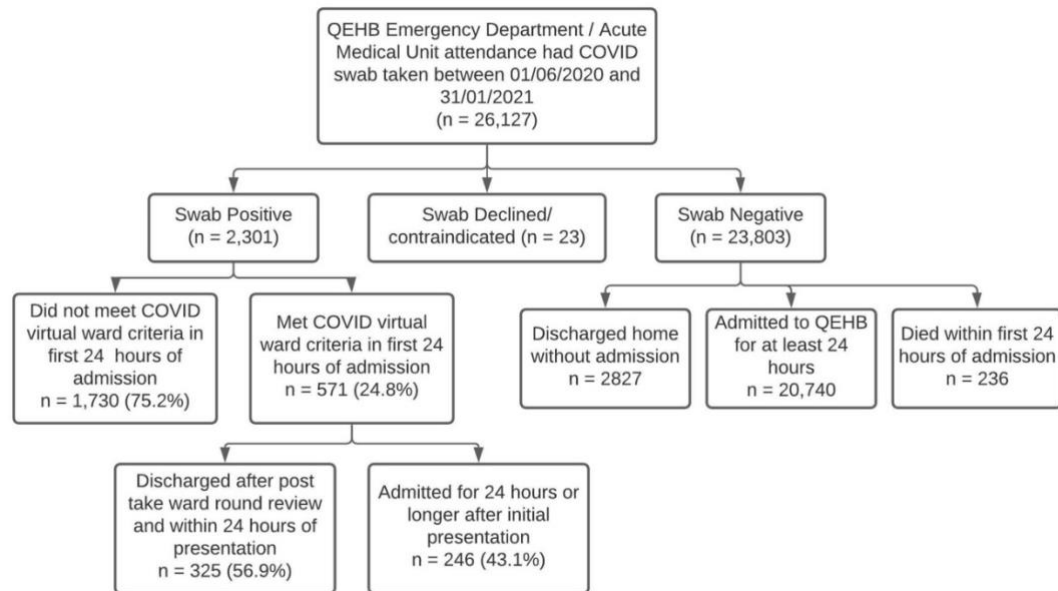 QEHB Emergency Department / Acute
Medical Unit attendance had COVID
swab taken between 01/06/2020 and
31/01/2021
(n = 26,127)
Swab Positive
(n = 2,301)
Swab Declined/
contraindicated (n = 23)
Swab Negative
(n = 23,803)
Did not meet COVID
virtual ward criteria in
first 24 hours of
admission
n = 1,730 (75.2%)
Met COVID virtual
ward criteria in first 24
hours of admission
n = 571 (24.8%)
Discharged home
without admission
n = 2827
Admitted to QEHB
for at least 24
hours
n = 20,740
Died within first 24
hours of admission
n = 236
Discharged after post
take ward round review
and within 24 hours of
presentation
n = 325 (56.9%)
Admitted for 24 hours or
longer after initial
presentation
n = 246 (43.1%)